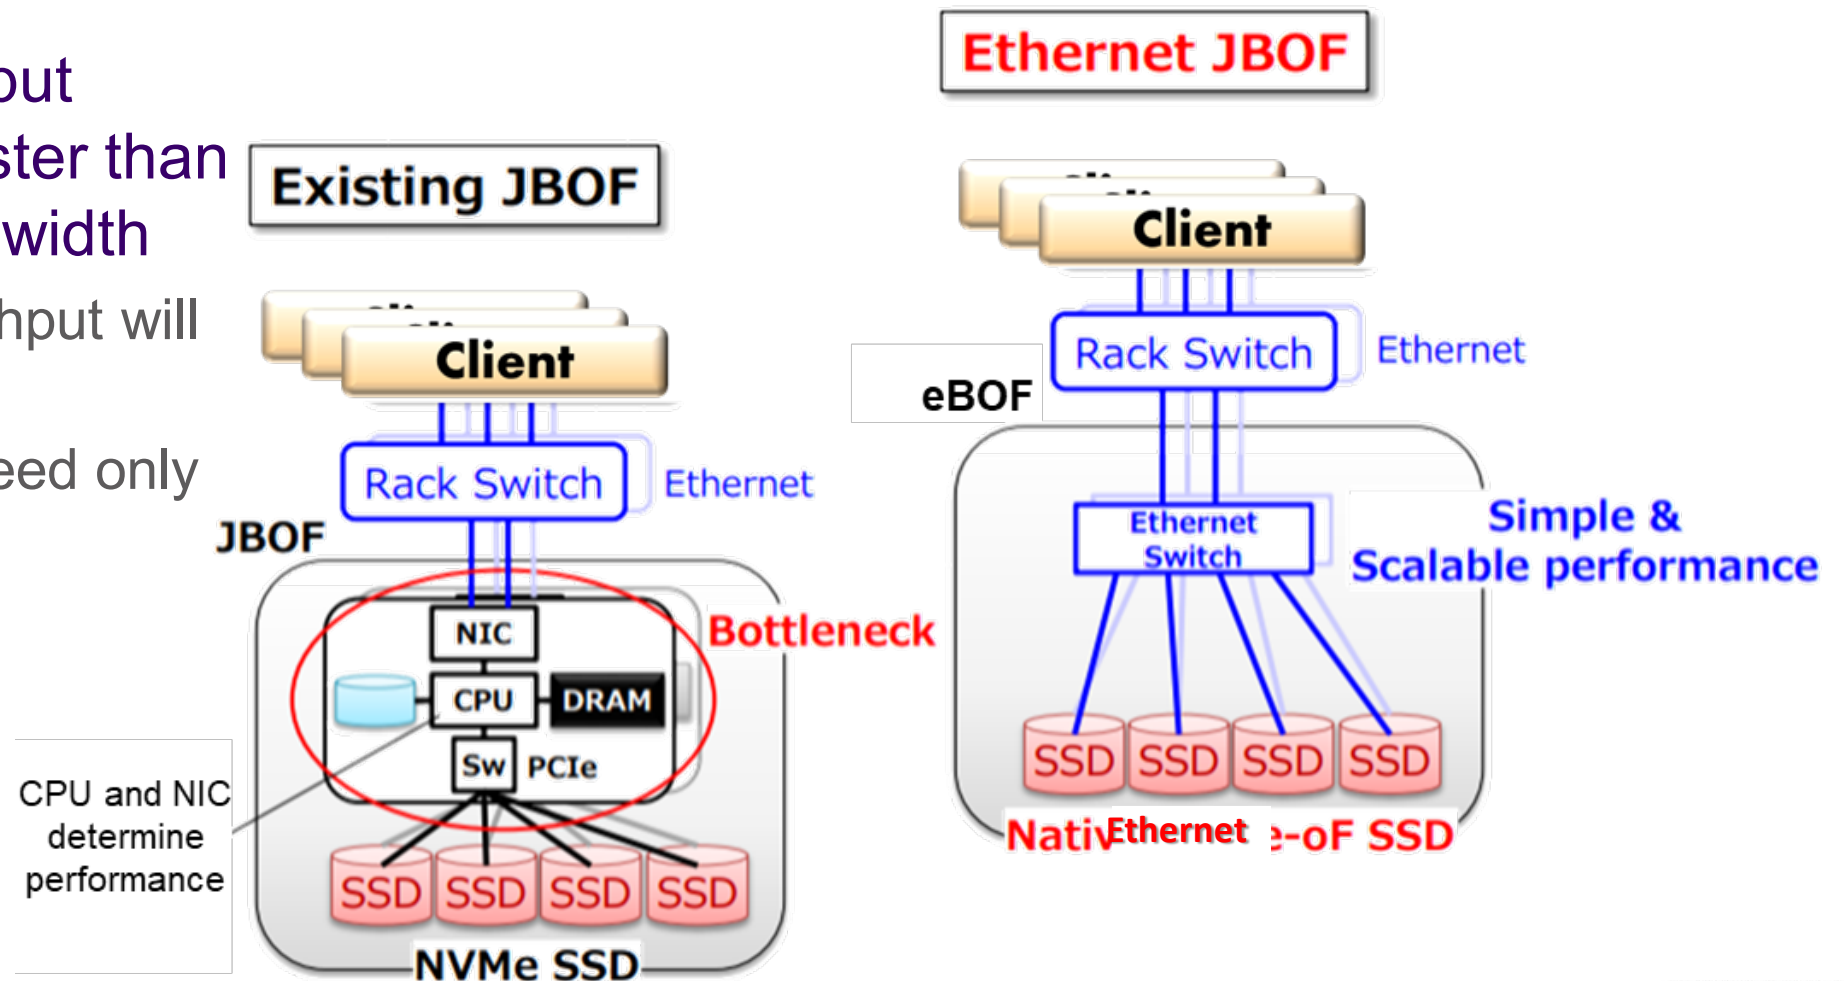 put
ster than
width
hput will
eed only
Existing JBOF
Client
Rack Switch
Ethernet
JBOF
NIC
CPU
DRAM
Sw
PCIe
Bottleneck
CPU and NIC
determine
performance
SSD
SSD
SSD
SSD
NVMe SSD
Ethernet JBOF
Client
Rack Switch
Ethernet
eBOF
Ethernet
Switch
Simple &
Scalable performance
SSD
SSD
SSD
SSD
Nativ Ethernet e-oF SSD